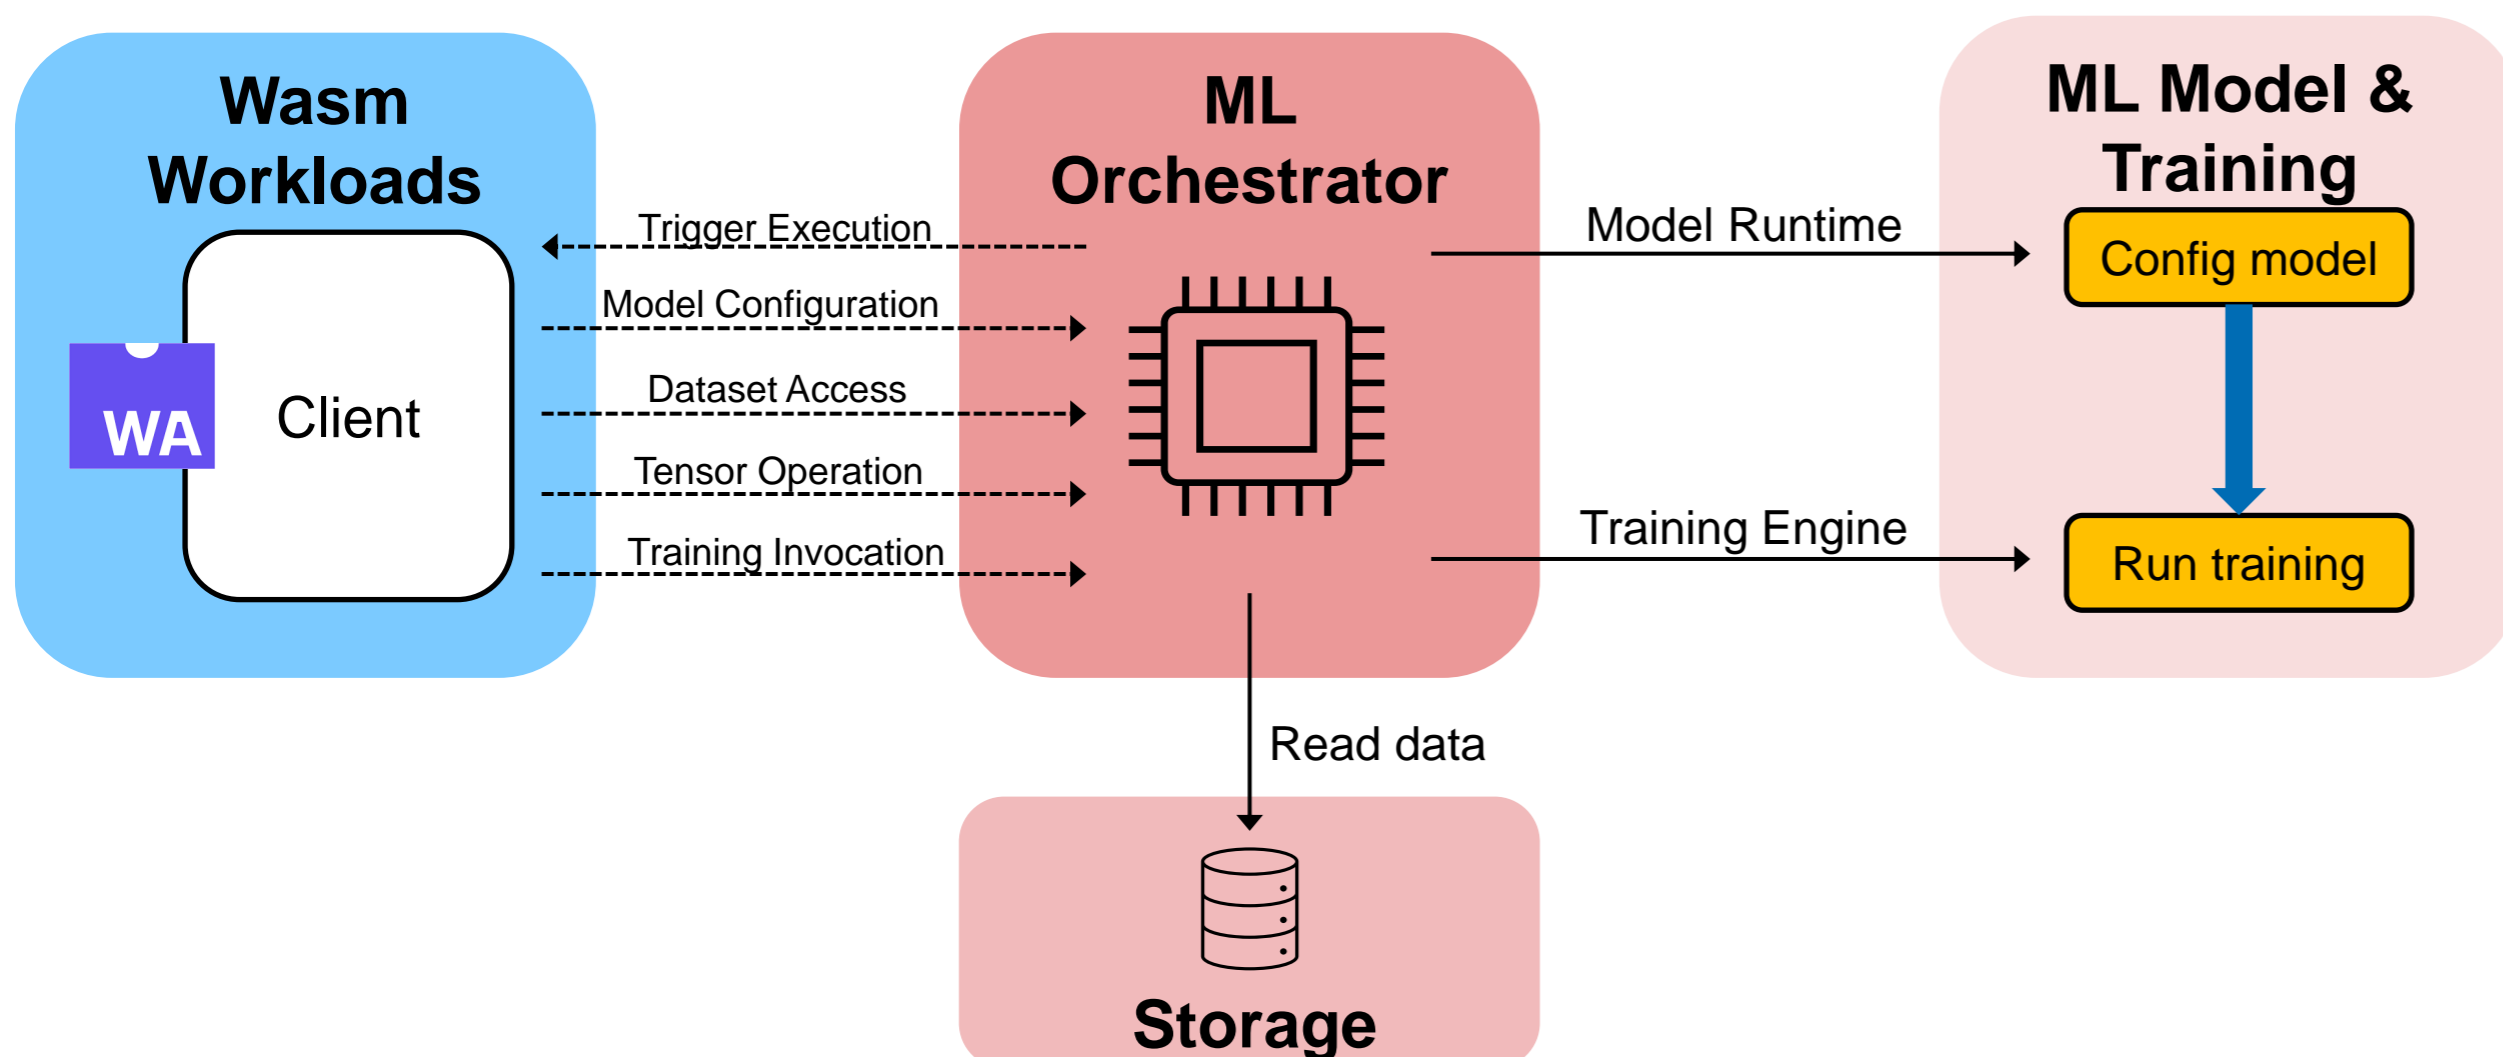 Wasm
Workloads
WA
Client
Trigger Execution
Model Configuration
Dataset Access
Tensor Operation
Training Invocation
ML
Orchestrator
Model Runtime
Training Engine
Read data
Storage
ML Model &
Training
Config model
Run training